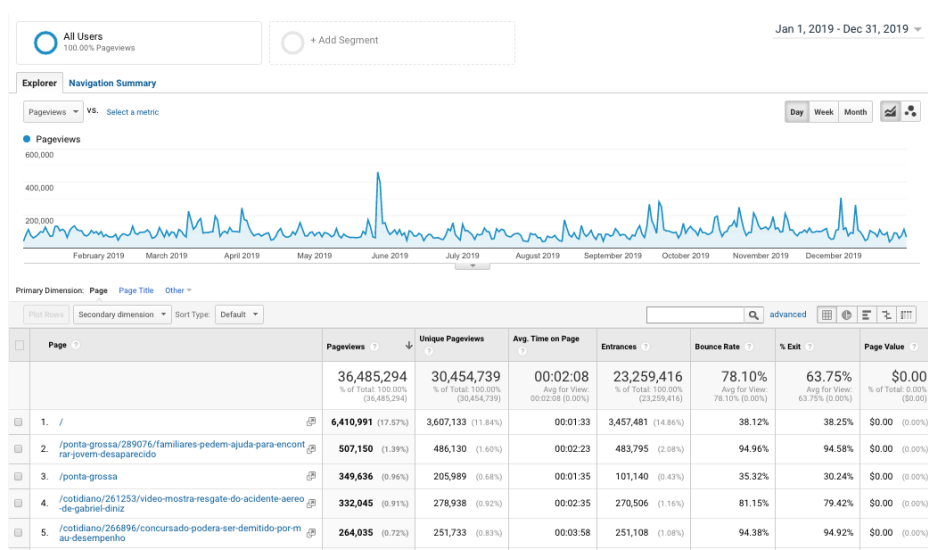 All Users
100.00% Pageviews
+ Add Segment
Jan 1, 2019 - Dec 31, 2019
Explorer Navigation Summary
Pageviews VS. Select a metric
Day Week Month
Pageviews
600,000
400,000
200,000
February 2019 March 2019 April 2019 May 2019 June 2019 July 2019 August 2019 September 2019 October 2019 November 2019 December 2019
Primary Dimension: Page Page Title Other
Plot Rows Secondary dimension Sort Type: Default advanced
Page ? Pageviews ? Unique Pageviews ? Avg. Time on Page ? Entrances ? Bounce Rate ? % Exit ? Page Value ?
36,485,294 30,454,739 00:02:08 23,259,416 78.10% 63.75% $0.00
% of Total: 100.00% % of Total: 100.00% Avg for View: % of Total: 100.00% Avg for View: Avg for View: % of Total: 0.00%
(36,485,294) (30,454,739) 00:02:08 (0.00%) (23,259,416) 78.10% (0.00%) 63.75% (0.00%) ($0.00)
1. / 6,410,991 (17.57%) 3,607,133 (11.84%) 00:01:33 3,457,481 (14.86%) 38.12% 38.25% $0.00 (0.00%)
2. /ponta-grossa/289076/familiares-pedem-ajuda-para-encont
rar-jovem-desaparecido 507,150 (1.39%) 486,130 (1.60%) 00:02:23 483,795 (2.08%) 94.96% 94.58% $0.00 (0.00%)
3. /ponta-grossa 349,636 (0.96%) 205,989 (0.68%) 00:01:35 101,140 (0.43%) 35.32% 30.24% $0.00 (0.00%)
4. /cotidiano/261253/video-mostra-resgate-do-acidente-aereo
-de-gabriel-diniz 332,045 (0.91%) 278,938 (0.92%) 00:02:35 270,506 (1.16%) 81.15% 79.42% $0.00 (0.00%)
5. /cotidiano/266896/concursado-podera-ser-demitido-por-m
au-desempenho 264,035 (0.72%) 251,733 (0.83%) 00:03:58 251,108 (1.08%) 94.38% 94.92% $0.00 (0.00%)